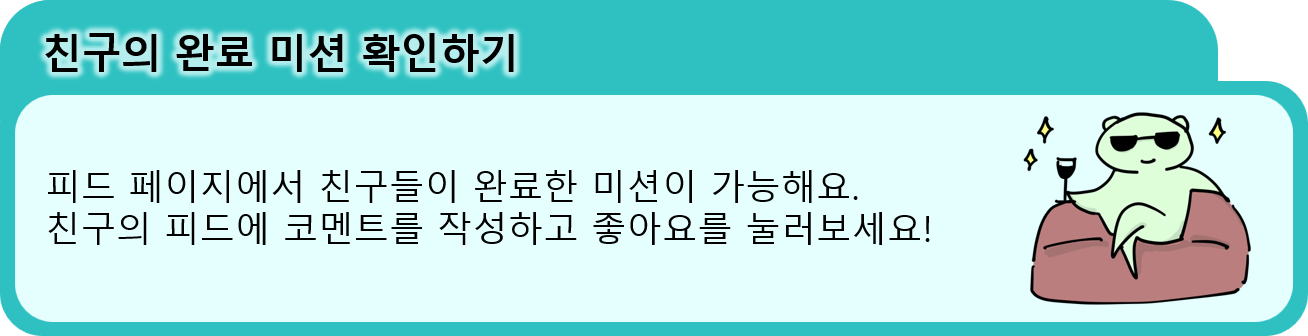 친구의 완료 미션 확인하기
피드 페이지에서 친구들이 완료한 미션이 가능해요.
친구의 피드에 코멘트를 작성하고 좋아요를 눌러보세요!